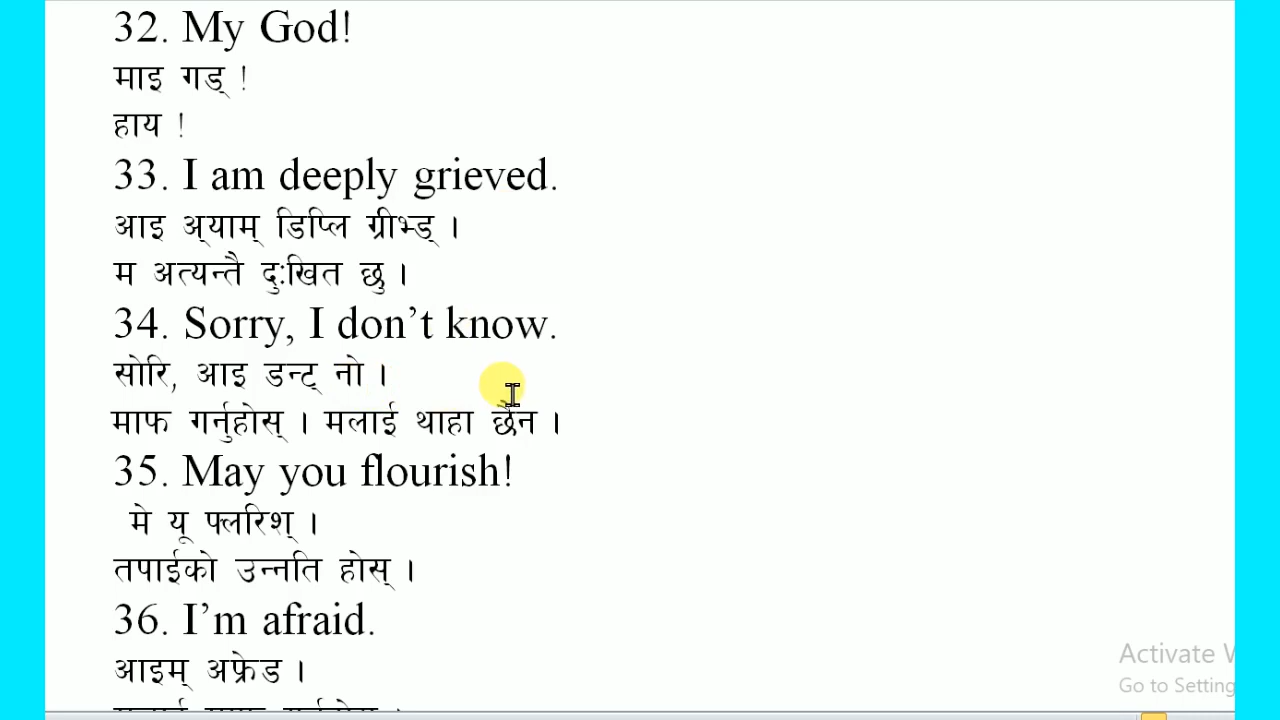 32. My God!
माइ गड् !
हाय !
33. I am deeply grieved.
आइ अ्याम् डिप्लि ग्रीभ्ड् ।
म अत्यन्तै दुःखित छु ।
34. Sorry, I don’t know.
सोरि, आइ डन्ट् नो ।
माफ गर्नुहोस् । मलाई थाहा छैन ।
35. May you flourish!
मे यू फ्लरिश् ।
तपाईको उन्नति होस् ।
36. I’m afraid.
आइम् अफ्रेड ।
Activate
Go to Setting